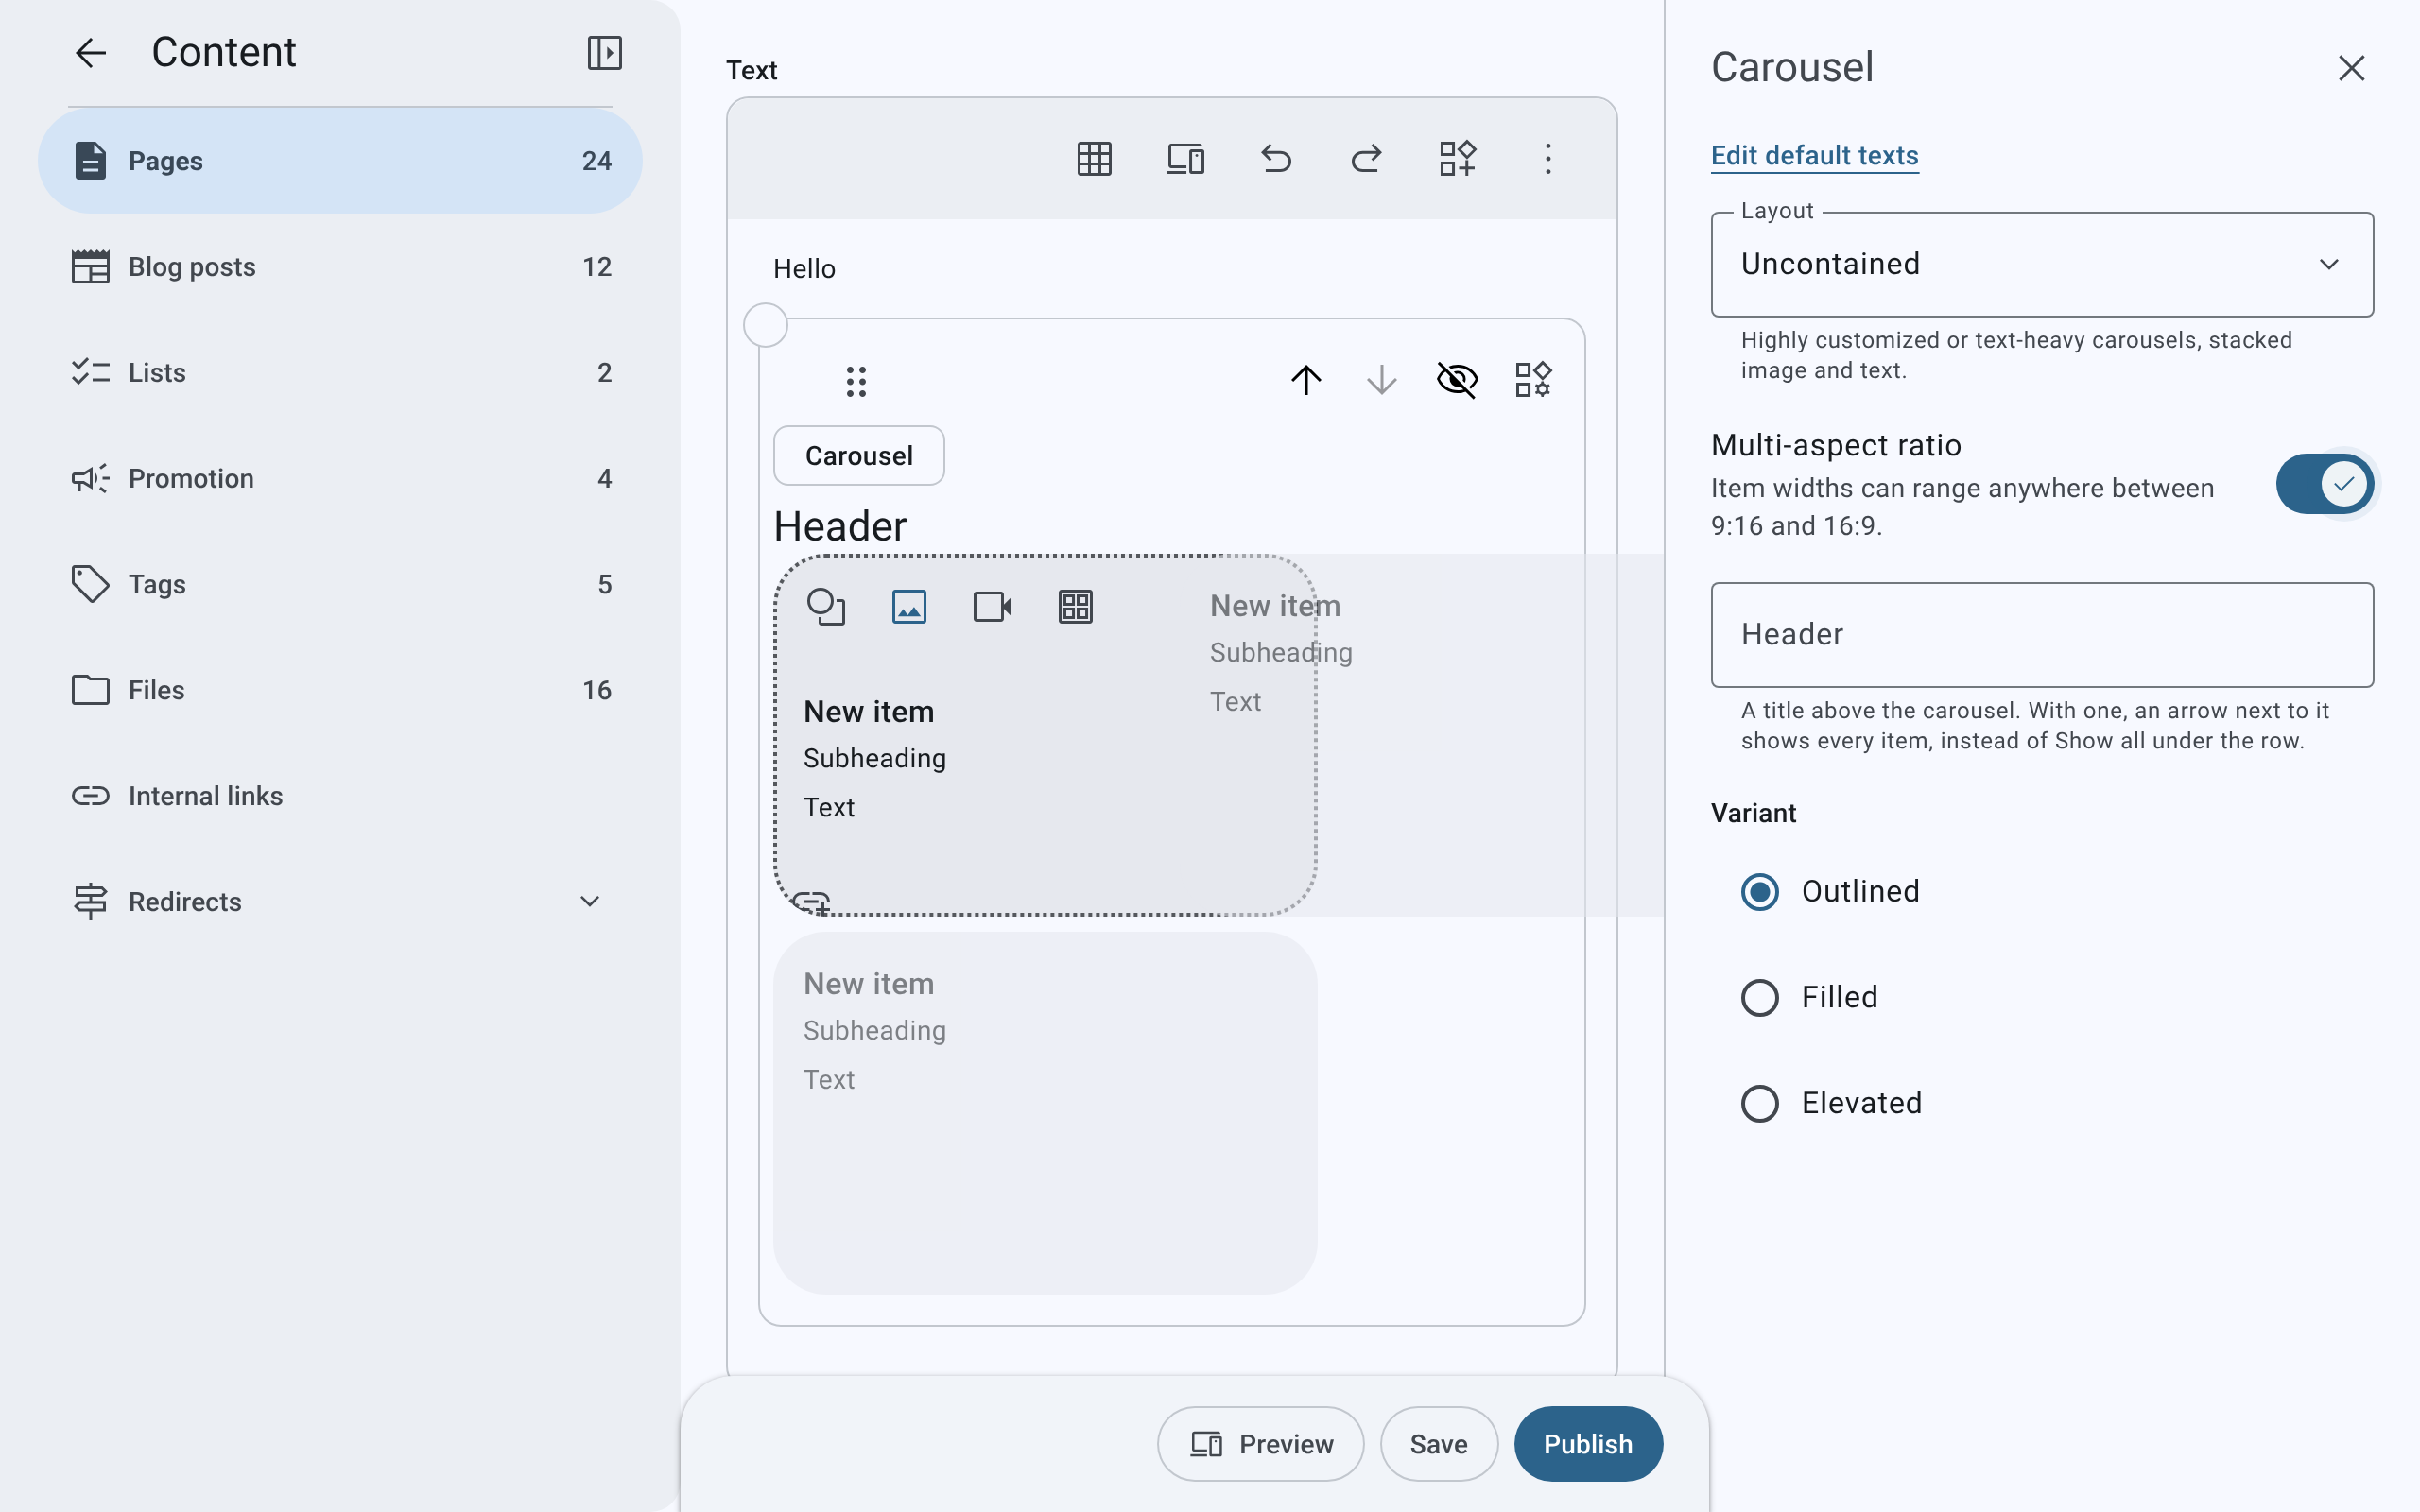 Content
Pages 24
Blog posts 12
Lists 2
Promotion 4
Tags 5
Files 16
Internal links
Redirects
Text
Hello
Carousel
Header
New item
Subheading
Text
New item
Subheading
Text
New item
Subheading
Text
Preview
Save
Publish
Carousel
Edit default texts
Layout
Uncontained
Highly customized or text-heavy carousels, stacked
image and text.
Multi-aspect ratio
Item widths can range anywhere between
9:16 and 16:9.
Header
A title above the carousel. With one, an arrow next to it
shows every item, instead of Show all under the row.
Variant
Outlined
Filled
Elevated